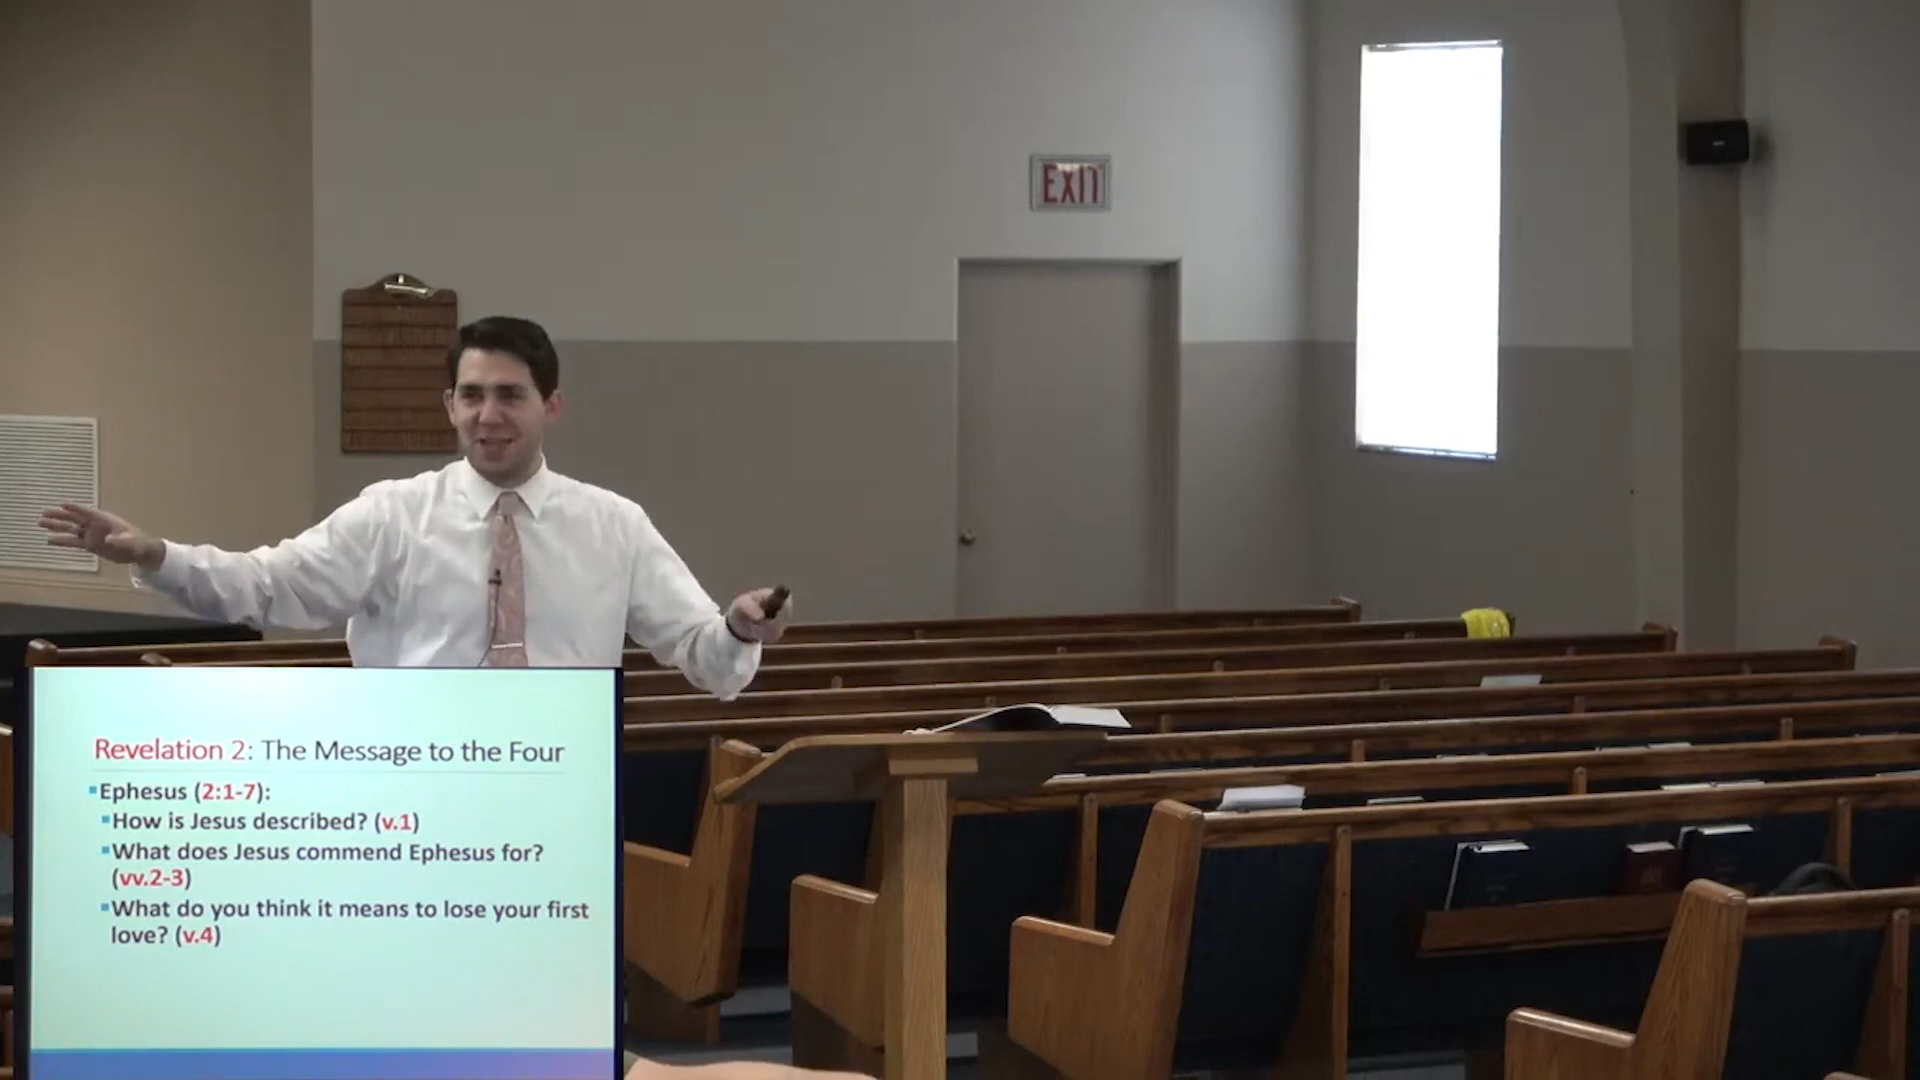 EXIT
Revelation 2: The Message to the Four
Ephesus (2:1-7):
How is Jesus described? (v.1)
What does Jesus commend Ephesus for?
(vv.2-3)
What do you think it means to lose your first
love? (v.4)